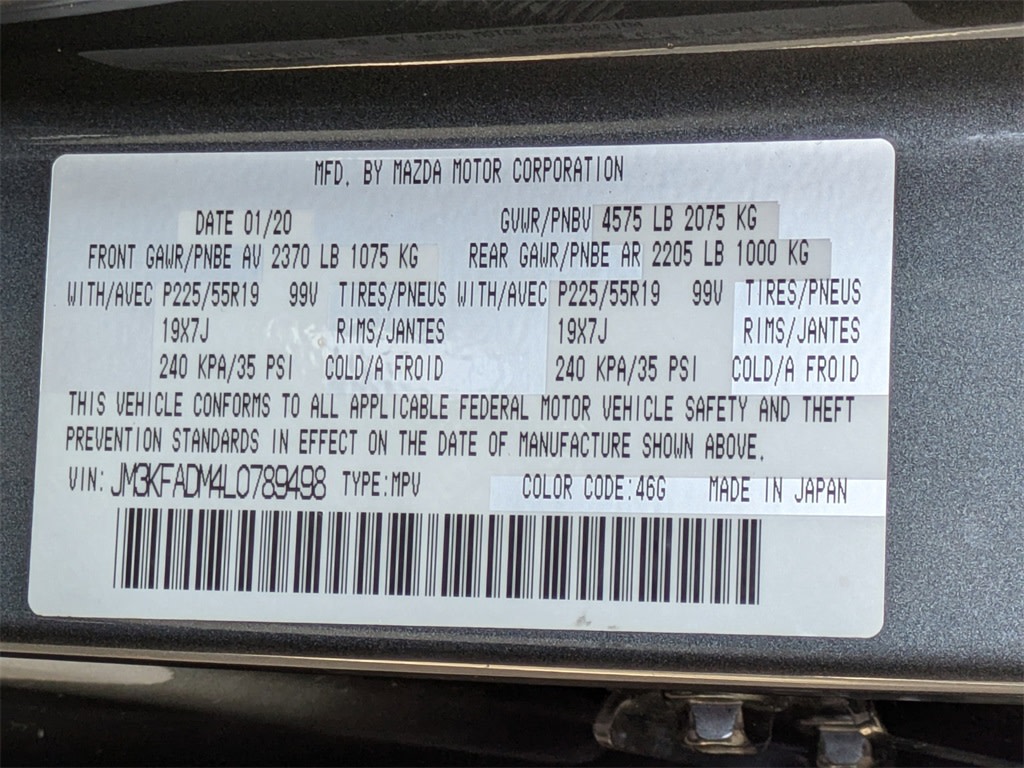 MFD. BY MAZDA MOTOR CORPORATION
DATE 01/20 GVWR/PNBV 4575 LB 2075 KG
FRONT GAWR/PNBE AV 2370 LB 1075 KG REAR GAWR/PNBE AR 2205 LB 1000 KG
WITH/AVEC P225/55R19 99V TIRES/PNEUS WITH/AVEC P225/55R19 99V TIRES/PNEUS
19X7J RIMS/JANTES 19X7J RIMS/JANTES
240 KPA/35 PSI COLD/A FROID 240 KPA/35 PSI COLD/A FROID
THIS VEHICLE CONFORMS TO ALL APPLICABLE FEDERAL MOTOR VEHICLE SAFETY AND THEFT
PREVENTION STANDARDS IN EFFECT ON THE DATE OF MANUFACTURE SHOWN ABOVE.
VIN: JM3KFADM4L0789498 TYPE:MPV COLOR CODE:46G MADE IN JAPAN